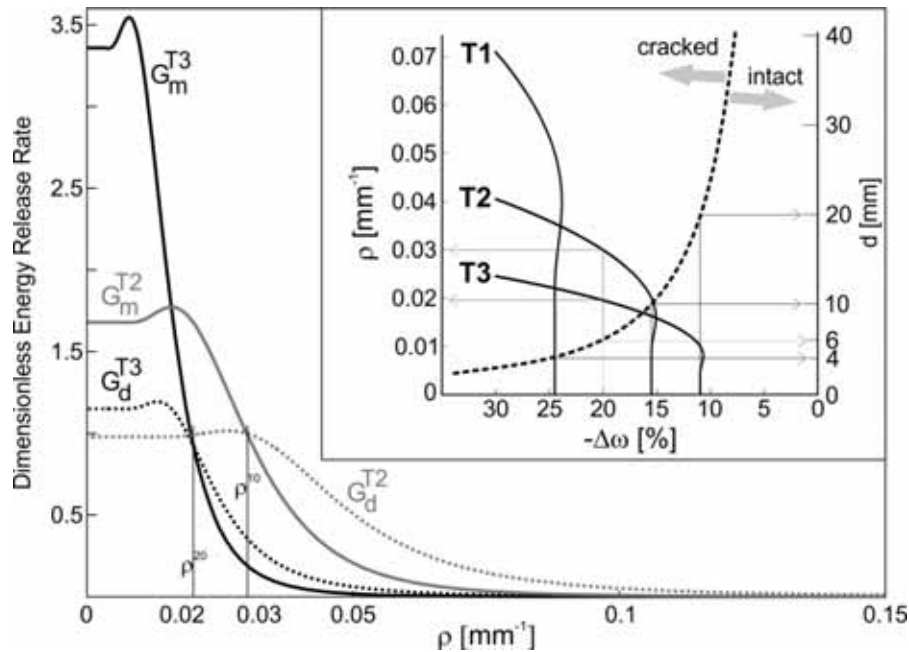 Dimensionless Energy Release Rate
3.5
2.5
1.5
0.5
0
0.02
0.03
0.05
0.1
0.15
ρ [mm⁻¹]
G_m^T3
G_m^T2
G_d^T3
G_d^T2
ρ²⁰
ρ¹⁰
ρ [mm⁻¹]
0.07
0.06
0.05
0.04
0.03
0.02
0.01
0
T1
T2
T3
cracked
intact
d [mm]
40
30
20
10
6
4
0
30 25 20 15 10 5 0
-Δω [%]